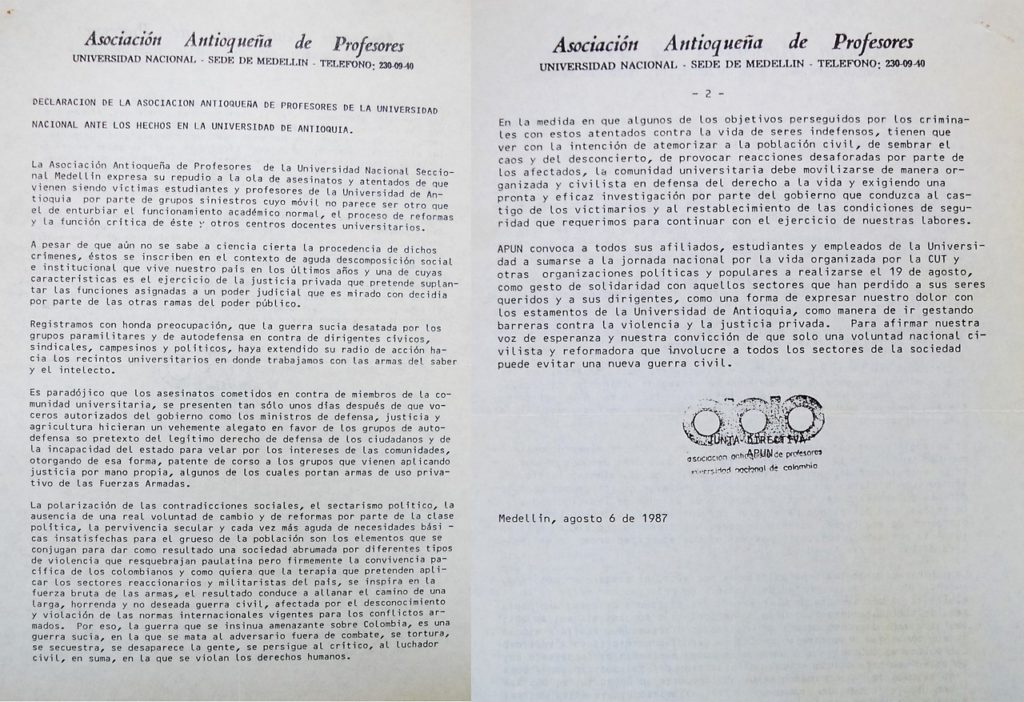 Asociación Antioqueña de Profesores
UNIVERSIDAD NACIONAL - SEDE DE MEDELLIN - TELEFONO: 230-09-40
DECLARACION DE LA ASOCIACION ANTIOQUEÑA DE PROFESORES DE LA UNIVERSIDAD
NACIONAL ANTE LOS HECHOS EN LA UNIVERSIDAD DE ANTIOQUIA.
La Asociación Antioqueña de Profesores de la Universidad Nacional Seccio-
nal Medellín expresa su repudio a la ola de asesinatos y atentados de que
vienen siendo víctimas estudiantes y profesores de la Universidad de An-
tioquia por parte de grupos siniestros cuyo móvil no parece ser otro que
el de enturbiar el funcionamiento académico normal, el proceso de reformas
y la función crítica de éste y otros centros docentes universitarios.
A pesar de que aún no se sabe a ciencia cierta la procedencia de dichos
crímenes, éstos se inscriben en el contexto de aguda descomposición social
e institucional que vive nuestro país en los últimos años y una de cuyas
características es el ejercicio de la justicia privada que pretende suplan-
tar las funciones asignadas a un poder judicial que es mirado con decidia
por parte de las otras ramas del poder público.
Registramos con honda preocupación, que la guerra sucia desatada por los
grupos paramilitares y de autodefensa en contra de dirigentes cívicos,
sindicales, campesinos y políticos, haya extendido su radio de acción ha-
cia los recintos universitarios en donde trabajamos con las armas del saber
y el intelecto.
Es paradójico que los asesinatos cometidos en contra de miembros de la co-
munidad universitaria, se presenten tan sólo unos días después de que vo-
ceros autorizados del gobierno como los ministros de defensa, justicia y
agricultura hicieran un vehemente alegato en favor de los grupos de auto-
defensa so pretexto del legítimo derecho de defensa de los ciudadanos y de
la incapacidad del estado para velar por los intereses de las comunidades,
otorgando de esa forma, patente de corso a los grupos que vienen aplicando
justicia por mano propia, algunos de los cuales portan armas de uso priva-
tivo de las Fuerzas Armadas.
La polarización de las contradicciones sociales, el sectarismo político, la
ausencia de una real voluntad de cambio y de reformas por parte de la clase
política, la pervivencia secular y cada vez más aguda de necesidades bási -
cas insatisfechas para el grueso de la población son los elementos que se
conjugan para dar como resultado una sociedad abrumada por diferentes tipos
de violencia que resquebrajan paulatina pero firmemente la convivencia pa-
cífica de los colombianos y como quiera que la terapia que pretenden apli-
car los sectores reaccionarios y militaristas del país, se inspira en la
fuerza bruta de las armas, el resultado conduce a allanar el camino de una
larga, horrenda y no deseada guerra civil, afectada por el desconocimiento
y violación de las normas internacionales vigentes para los conflictos ar-
mados. Por eso, la guerra que se insinua amenazante sobre Colombia, es una
guerra sucia, en la que se mata al adversario fuera de combate, se tortura,
se secuestra, se desaparece la gente, se persigue al crítico, al luchador
civil, en suma, en la que se violan los derechos humanos.
Asociación Antioqueña de Profesores
UNIVERSIDAD NACIONAL - SEDE DE MEDELLIN - TELEFONO: 230-09-40
- 2 -
En la medida en que algunos de los objetivos perseguidos por los crimina-
les con estos atentados contra la vida de seres indefensos, tienen que
ver con la intención de atemorizar a la población civil, de sembrar el
caos y del desconcierto, de provocar reacciones desaforadas por parte de
los afectados, la comunidad universitaria debe movilizarse de manera or-
ganizada y civilista en defensa del derecho a la vida y exigiendo una
pronta y eficaz investigación por parte del gobierno que conduzca al cas-
tigo de los victimarios y al restablecimiento de las condiciones de segu-
ridad que requerimos para continuar con el ejercicio de nuestras labores.
APUN convoca a todos sus afiliados, estudiantes y empleados de la Universi-
dad a sumarse a la jornada nacional por la vida organizada por la CUT y
otras organizaciones políticas y populares a realizarse el 19 de agosto,
como gesto de solidaridad con aquellos sectores que han perdido a sus seres
queridos y a sus dirigentes, como una forma de expresar nuestro dolor con
los estamentos de la Universidad de Antioquia, como manera de ir gestando
barreras contra la violencia y la justicia privada. Para afirmar nuestra
voz de esperanza y nuestra convicción de que solo una voluntad nacional ci-
vilista y reformadora que involucre a todos los sectores de la sociedad
puede evitar una nueva guerra civil.
JUNTA DIRECTIVA
APUN
asociación antioqueña de profesores
universidad nacional de colombia
Medellín, agosto 6 de 1987